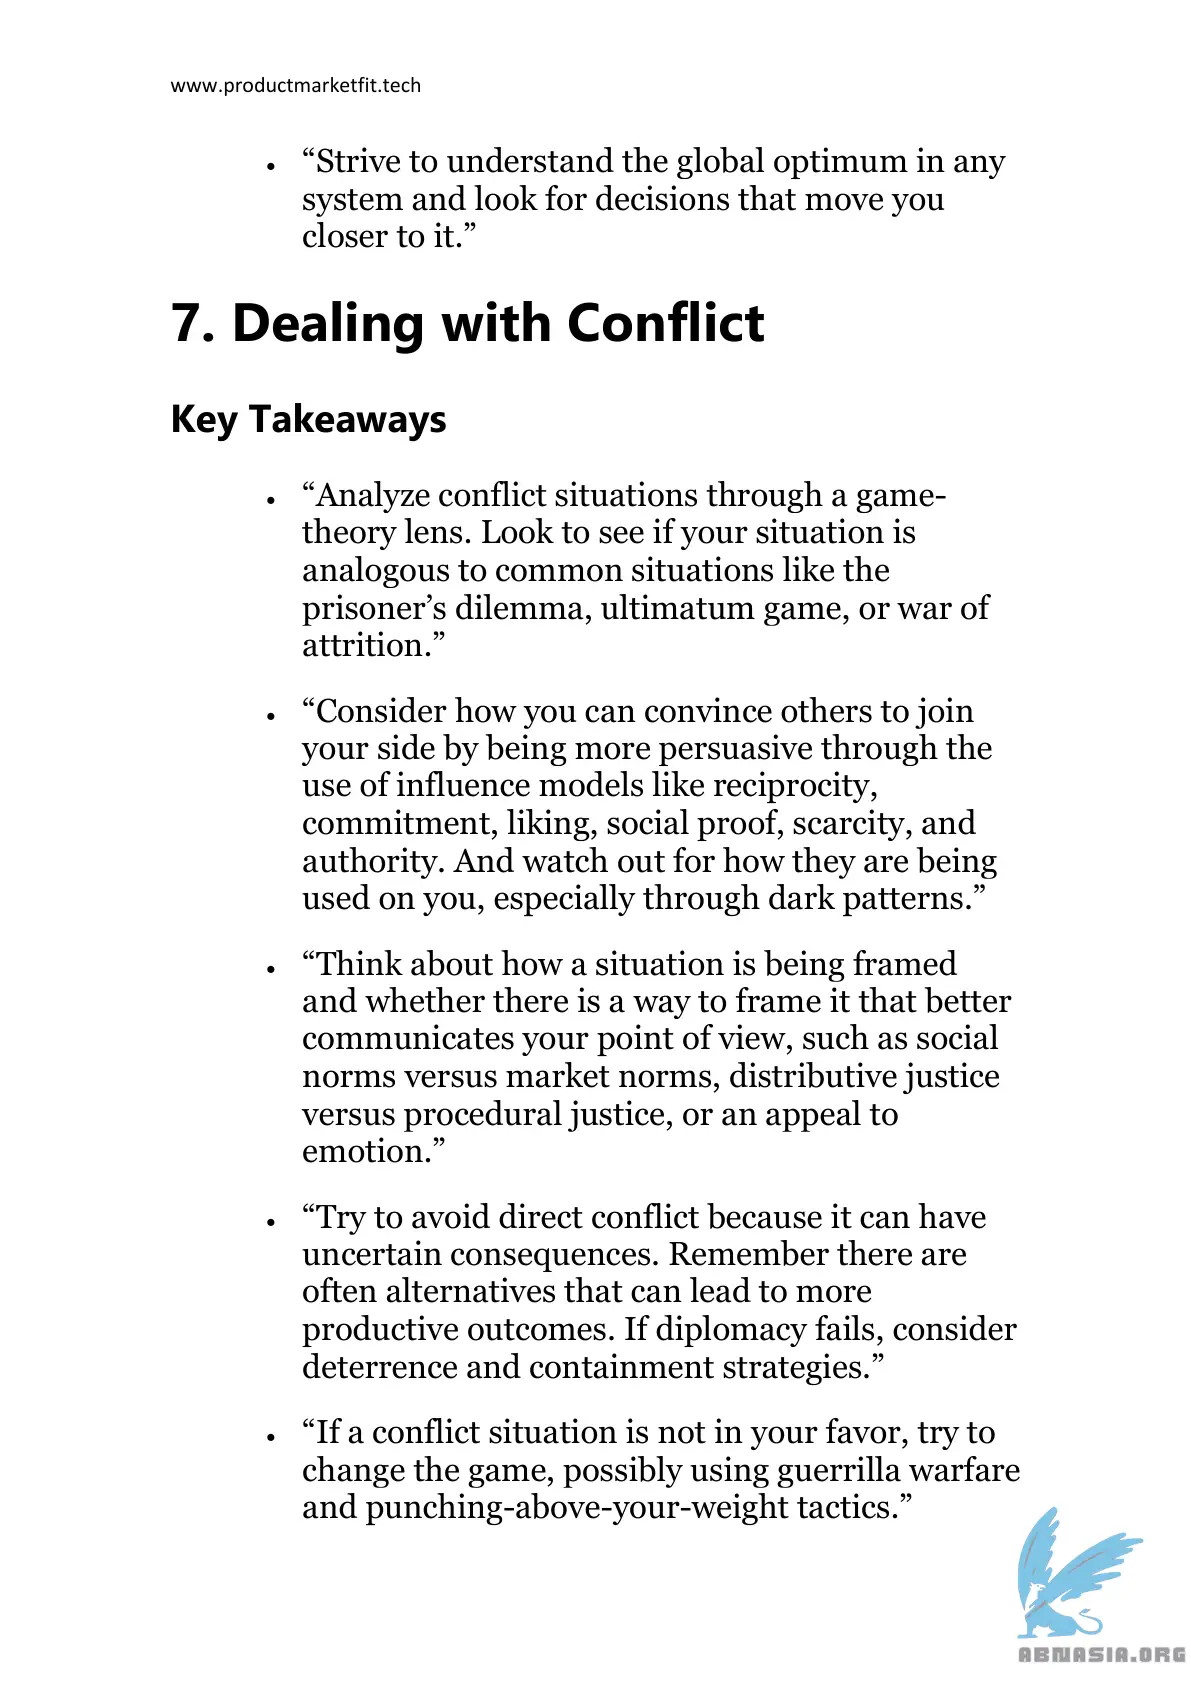 www.productmarketfit.tech
• “Strive to understand the global optimum in any
system and look for decisions that move you
closer to it.”
7. Dealing with Conflict
Key Takeaways
• “Analyze conflict situations through a game-
theory lens. Look to see if your situation is
analogous to common situations like the
prisoner’s dilemma, ultimatum game, or war of
attrition.”
• “Consider how you can convince others to join
your side by being more persuasive through the
use of influence models like reciprocity,
commitment, liking, social proof, scarcity, and
authority. And watch out for how they are being
used on you, especially through dark patterns.”
• “Think about how a situation is being framed
and whether there is a way to frame it that better
communicates your point of view, such as social
norms versus market norms, distributive justice
versus procedural justice, or an appeal to
emotion.”
• “Try to avoid direct conflict because it can have
uncertain consequences. Remember there are
often alternatives that can lead to more
productive outcomes. If diplomacy fails, consider
deterrence and containment strategies.”
• “If a conflict situation is not in your favor, try to
change the game, possibly using guerrilla warfare
and punching-above-your-weight tactics.”
ABNASIA.ORG